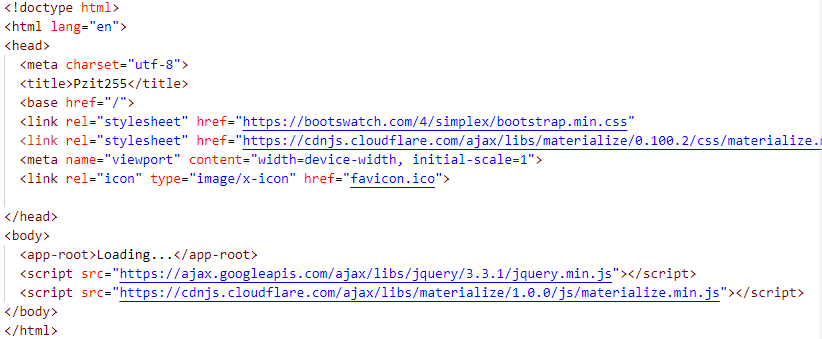 <!doctype html>
<html lang="en">
<head>
<meta charset="utf-8">
<title>Pzit255</title>
<base href="/">
<link rel="stylesheet" href="https://bootswatch.com/4/simplex/bootstrap.min.css"
<link rel="stylesheet" href="https://cdnjs.cloudflare.com/ajax/libs/materialize/0.100.2/css/materialize.
<meta name="viewport" content="width=device-width, initial-scale=1">
<link rel="icon" type="image/x-icon" href="favicon.ico">
</head>
<body>
<app-root>Loading...</app-root>
<script src="https://ajax.googleapis.com/ajax/libs/jquery/3.3.1/jquery.min.js"></script>
<script src="https://cdnjs.cloudflare.com/ajax/libs/materialize/1.0.0/js/materialize.min.js"></script>
</body>
</html>